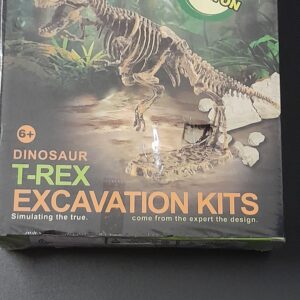 6+
DINOSAUR
T-REX
EXCAVATION KITS
Simulating the true. come from the expert the design.